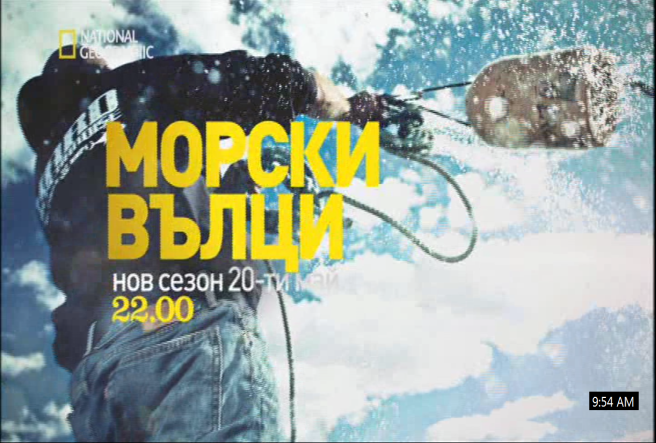 NATIONAL
GEOGRAPHIC
МОРСКИ
ВЪЛЦИ
нов сезон 20-ти май
22.00
9:54 AM